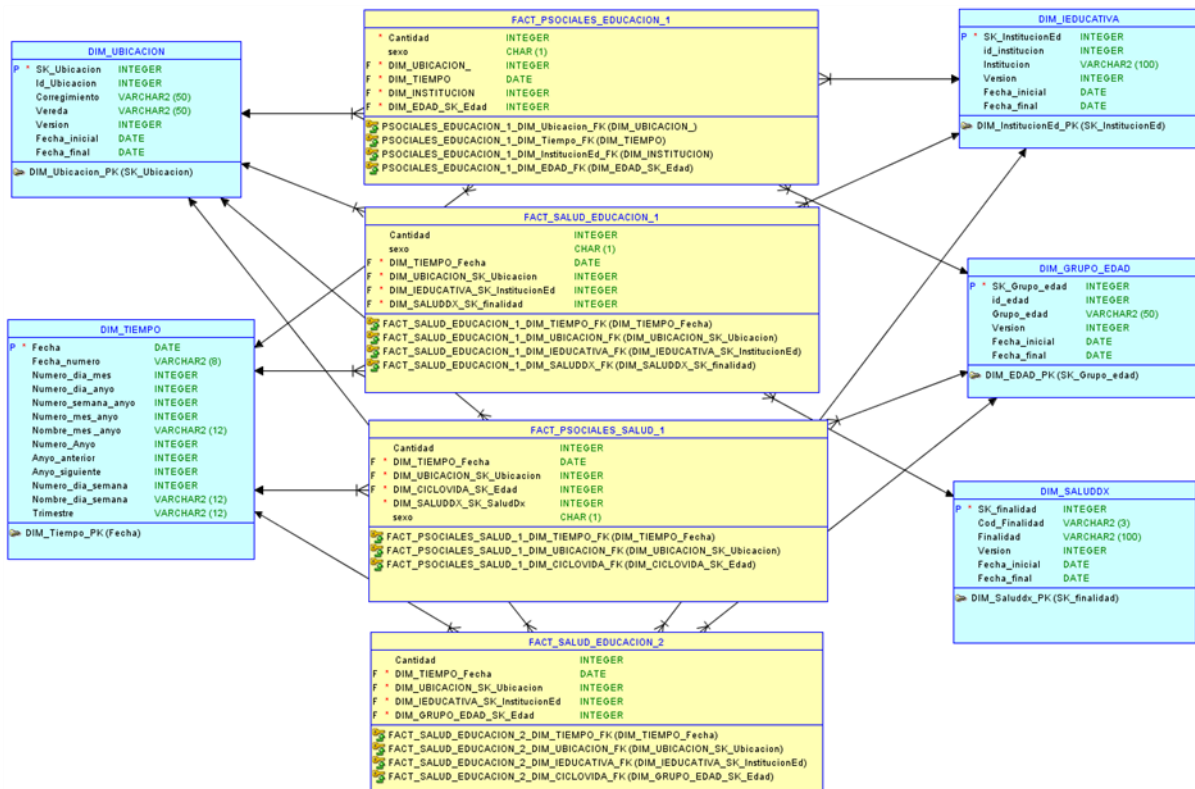 DIM_UBICACION
P * SK_Ubicacion INTEGER
Id_Ubicacion INTEGER
Corregimiento VARCHAR2 (50)
Vereda VARCHAR2 (50)
Version INTEGER
Fecha_inicial DATE
Fecha_final DATE
DIM_Ubicacion_PK (SK_Ubicacion)
DIM_TIEMPO
P * Fecha DATE
Fecha_numero VARCHAR2 (8)
Numero_dia_mes INTEGER
Numero_dia_anyo INTEGER
Numero_semana_anyo INTEGER
Numero_mes_anyo INTEGER
Nombre_mes _anyo VARCHAR2 (12)
Numero_Anyo INTEGER
Anyo_anterior INTEGER
Anyo_siguiente INTEGER
Numero_dia_semana INTEGER
Nombre_dia_semana VARCHAR2 (12)
Trimestre VARCHAR2 (12)
DIM_Tiempo_PK (Fecha)
FACT_PSOCIALES_EDUCACION_1
* Cantidad INTEGER
sexo CHAR (1)
F * DIM_UBICACION_ INTEGER
F * DIM_TIEMPO DATE
F * DIM_INSTITUCION INTEGER
F * DIM_EDAD_SK_Edad INTEGER
PSOCIALES_EDUCACION_1_DIM_Ubicacion_FK (DIM_UBICACION_)
PSOCIALES_EDUCACION_1_DIM_Tiempo_FK (DIM_TIEMPO)
PSOCIALES_EDUCACION_1_DIM_InstitucionEd_FK (DIM_INSTITUCION)
PSOCIALES_EDUCACION_1_DIM_EDAD_FK (DIM_EDAD_SK_Edad)
FACT_SALUD_EDUCACION_1
Cantidad INTEGER
sexo CHAR (1)
F * DIM_TIEMPO_Fecha DATE
F * DIM_UBICACION_SK_Ubicacion INTEGER
F * DIM_IEDUCATIVA_SK_InstitucionEd INTEGER
F * DIM_SALUDDX_SK_finalidad INTEGER
FACT_SALUD_EDUCACION_1_DIM_TIEMPO_FK (DIM_TIEMPO_Fecha)
FACT_SALUD_EDUCACION_1_DIM_UBICACION_FK (DIM_UBICACION_SK_Ubicacion)
FACT_SALUD_EDUCACION_1_DIM_IEDUCATIVA_FK (DIM_IEDUCATIVA_SK_InstitucionEd)
FACT_SALUD_EDUCACION_1_DIM_SALUDDX_FK (DIM_SALUDDX_SK_finalidad)
FACT_PSOCIALES_SALUD_1
Cantidad INTEGER
F * DIM_TIEMPO_Fecha DATE
F * DIM_UBICACION_SK_Ubicacion INTEGER
F * DIM_CICLOVIDA_SK_Edad INTEGER
* DIM_SALUDDX_SK_SaludDx INTEGER
sexo CHAR (1)
FACT_PSOCIALES_SALUD_1_DIM_TIEMPO_FK (DIM_TIEMPO_Fecha)
FACT_PSOCIALES_SALUD_1_DIM_UBICACION_FK (DIM_UBICACION_SK_Ubicacion)
FACT_PSOCIALES_SALUD_1_DIM_CICLOVIDA_FK (DIM_CICLOVIDA_SK_Edad)
FACT_SALUD_EDUCACION_2
Cantidad INTEGER
F * DIM_TIEMPO_Fecha DATE
F * DIM_UBICACION_SK_Ubicacion INTEGER
F * DIM_IEDUCATIVA_SK_InstitucionEd INTEGER
F * DIM_GRUPO_EDAD_SK_Edad INTEGER
FACT_SALUD_EDUCACION_2_DIM_TIEMPO_FK (DIM_TIEMPO_Fecha)
FACT_SALUD_EDUCACION_2_DIM_UBICACION_FK (DIM_UBICACION_SK_Ubicacion)
FACT_SALUD_EDUCACION_2_DIM_IEDUCATIVA_FK (DIM_IEDUCATIVA_SK_InstitucionEd)
FACT_SALUD_EDUCACION_2_DIM_CICLOVIDA_FK (DIM_GRUPO_EDAD_SK_Edad)
DIM_IEDUCATIVA
P * SK_InstitucionEd INTEGER
id_institucion INTEGER
Institucion VARCHAR2 (100)
Version INTEGER
Fecha_inicial DATE
Fecha_final DATE
DIM_InstitucionEd_PK (SK_InstitucionEd)
DIM_GRUPO_EDAD
P * SK_Grupo_edad INTEGER
id_edad INTEGER
Grupo_edad VARCHAR2 (50)
Version INTEGER
Fecha_inicial DATE
Fecha_final DATE
DIM_EDAD_PK (SK_Grupo_edad)
DIM_SALUDDX
P * SK_finalidad INTEGER
Cod_Finalidad VARCHAR2 (3)
Finalidad VARCHAR2 (100)
Version INTEGER
Fecha_inicial DATE
Fecha_final DATE
DIM_Saluddx_PK (SK_finalidad)